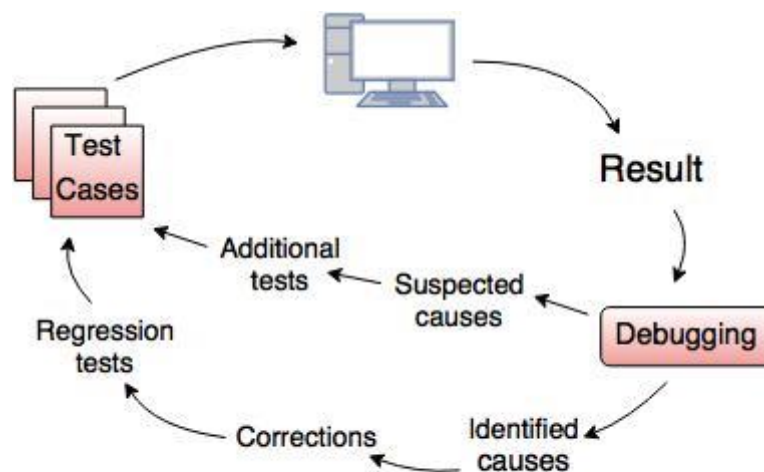 Test
Cases
Result
Additional
tests
Suspected
causes
Debugging
Regression
tests
Corrections
Identified
causes